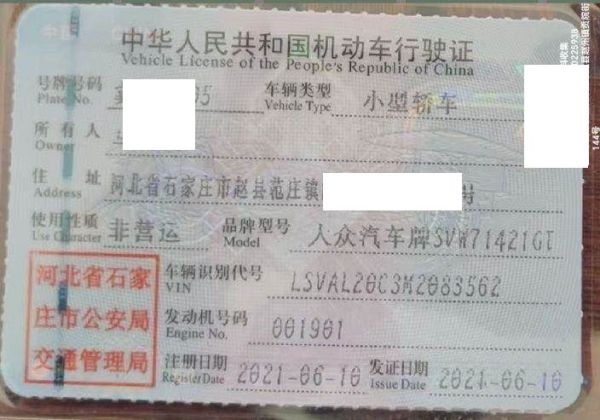 中华人民共和国机动车行驶证
Vehicle License of the People's Republic of China
号牌号码 05 车辆类型 小型轿车
Plate No. Vehicle Type
所有人
Owner
住址 河北省石家庄市赵县范庄镇 号
Address
使用性质 非营运 品牌型号 大众汽车牌SVW71421GT
Use Character Model
河北省石家
庄市公安局
交通管理局
车辆识别代号 LSVAL20C3M2083562
VIN
发动机号码 001901
Engine No.
注册日期 2021-06-10 发证日期 2021-06-10
Register Date Issue Date
144号